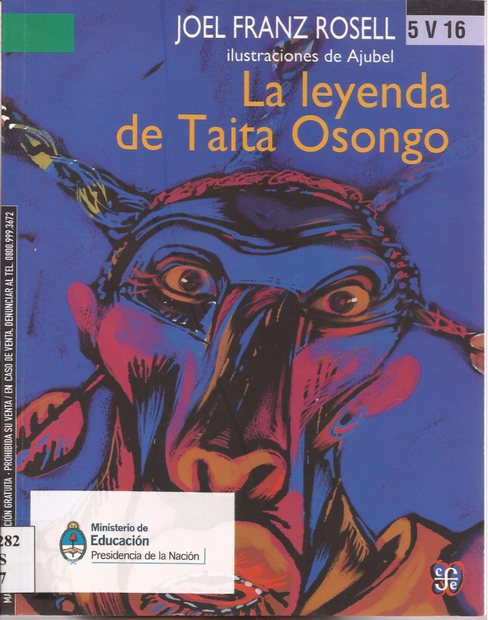 JOEL FRANZ ROSELL
5 V 16
ilustraciones de Ajubel
La leyenda
de Taita Osongo
CIÓN GRATUITA - PROHIBIDA SU VENTA / EN CASO DE VENTA, DENUNCIAR AL TEL. 0800.999.3672
Ministerio de
Educación
Presidencia de la Nación
282
S
7
fce